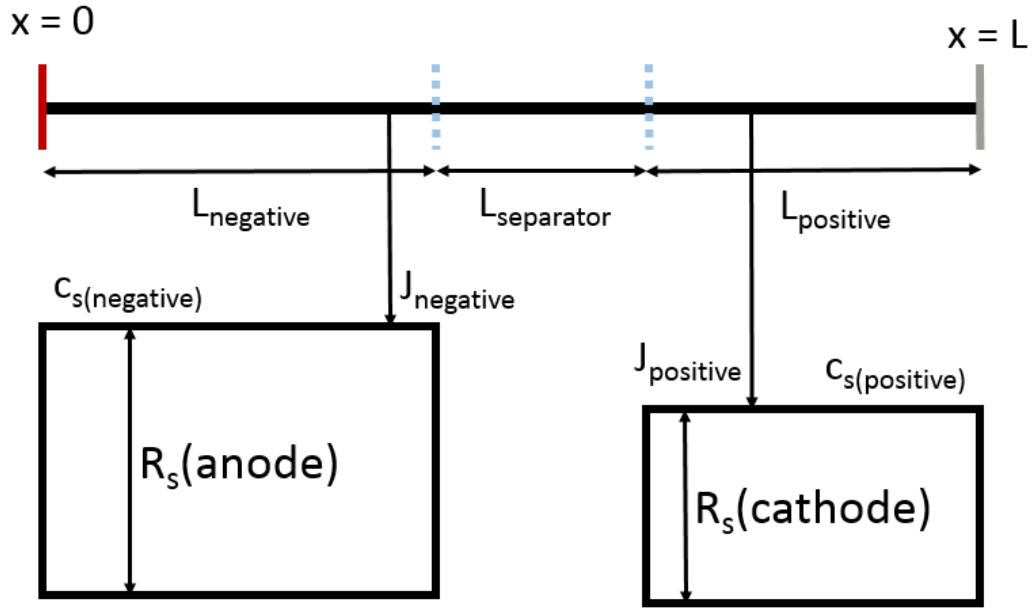 x = 0
x = L
L_negative
L_separator
L_positive
c_s(negative)
J_negative
J_positive
c_s(positive)
R_s(anode)
R_s(cathode)